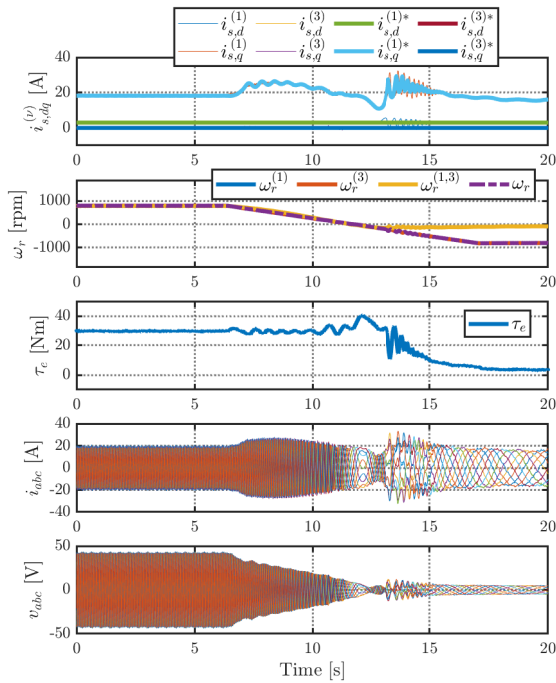 i_{s,d}^{(1)} i_{s,d}^{(3)} i_{s,d}^{(1)*} i_{s,d}^{(3)*}
i_{s,q}^{(1)} i_{s,q}^{(3)} i_{s,q}^{(1)*} i_{s,q}^{(3)*}
i_{s,dq}^{(ν)} [A]
40
20
0
0 5 10 15 20
ω_r^{(1)} ω_r^{(3)} ω_r^{(1,3)} ω_r
ω_r [rpm]
1000
0
-1000
0 5 10 15 20
τ_e [Nm]
40
20
0
τ_e
0 5 10 15 20
i_{abc} [A]
40
20
0
-20
-40
0 5 10 15 20
v_{abc} [V]
50
0
-50
0 5 10 15 20
Time [s]